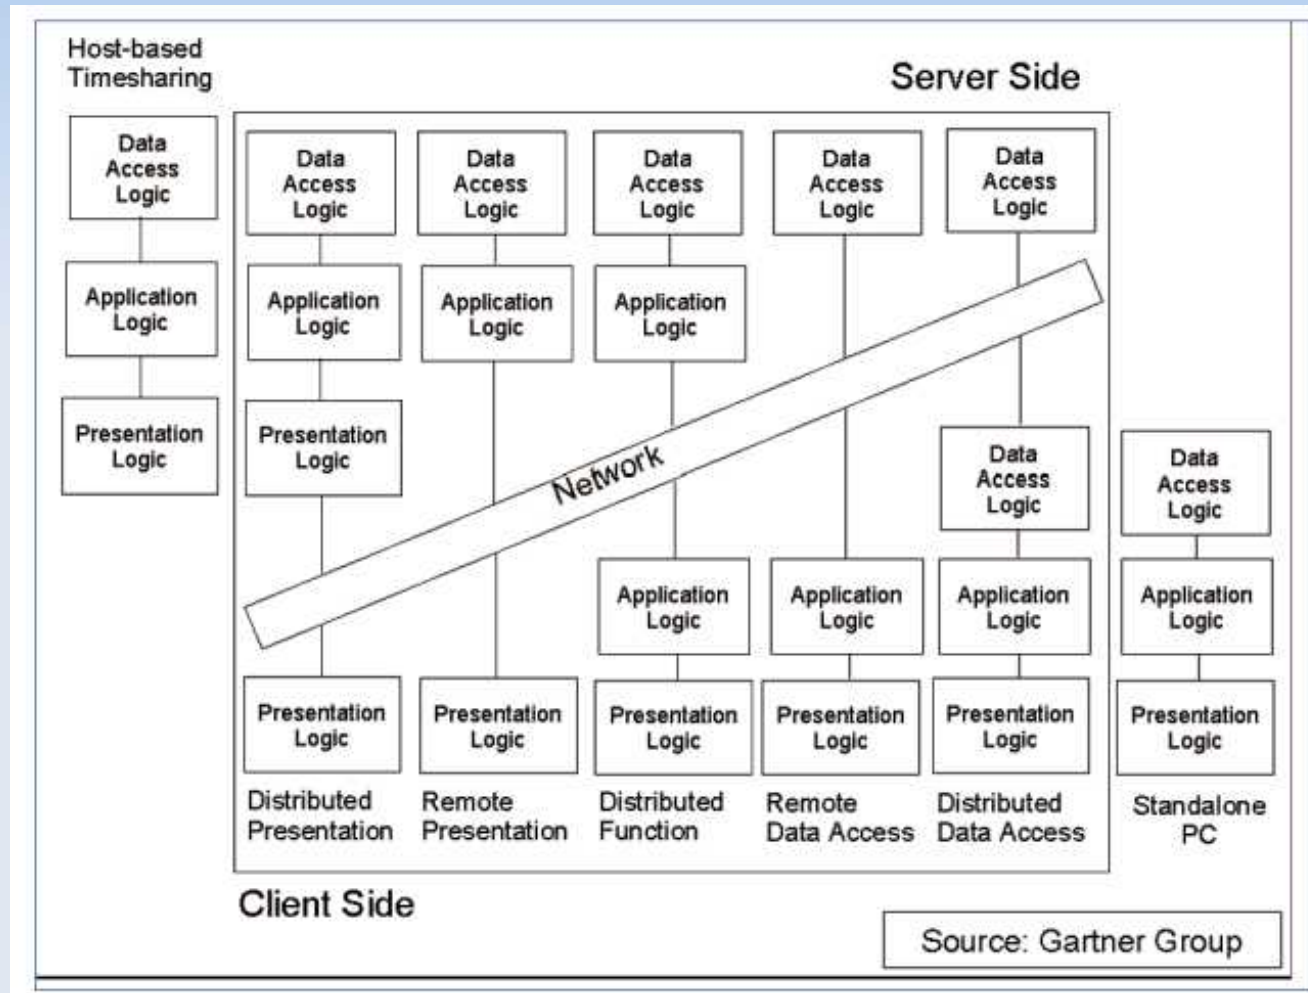 Host-based
Timesharing
Server Side
Data
Access
Logic
Application
Logic
Presentation
Logic
Data
Access
Logic
Application
Logic
Presentation
Logic
Presentation
Logic
Distributed
Presentation
Data
Access
Logic
Application
Logic
Presentation
Logic
Remote
Presentation
Data
Access
Logic
Application
Logic
Network
Application
Logic
Presentation
Logic
Distributed
Function
Data
Access
Logic
Application
Logic
Presentation
Logic
Remote
Data Access
Data
Access
Logic
Data
Access
Logic
Application
Logic
Presentation
Logic
Distributed
Data Access
Data
Access
Logic
Application
Logic
Presentation
Logic
Standalone
PC
Client Side
Source: Gartner Group